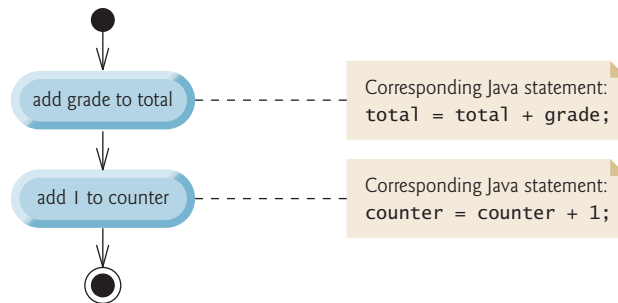 add grade to total
Corresponding Java statement:
total = total + grade;
add 1 to counter
Corresponding Java statement:
counter = counter + 1;